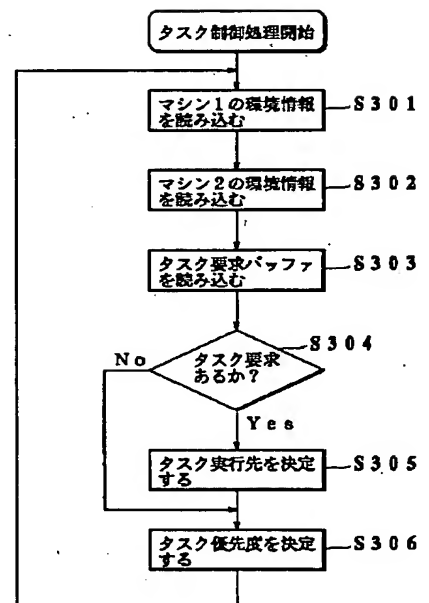 タスク制御処理開始
マシン1の環境情報
を読み込む
S301
マシン2の環境情報
を読み込む
S302
タスク要求バッファ
を読み込む
S303
S304
タスク要求
あるか？
No
Yes
タスク実行先を決定
する
S305
タスク優先度を決定
する
S306